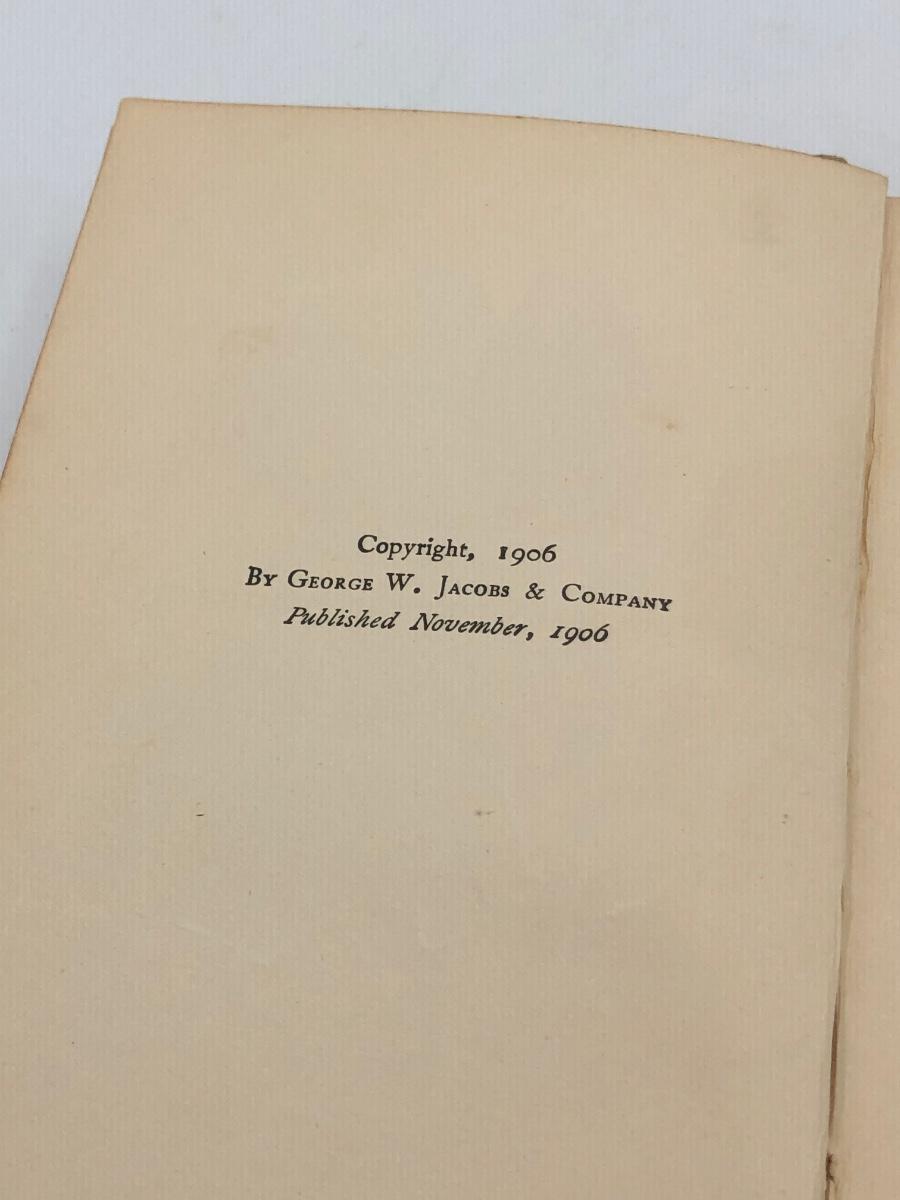 Copyright, 1906
By George W. Jacobs & Company
Published November, 1906